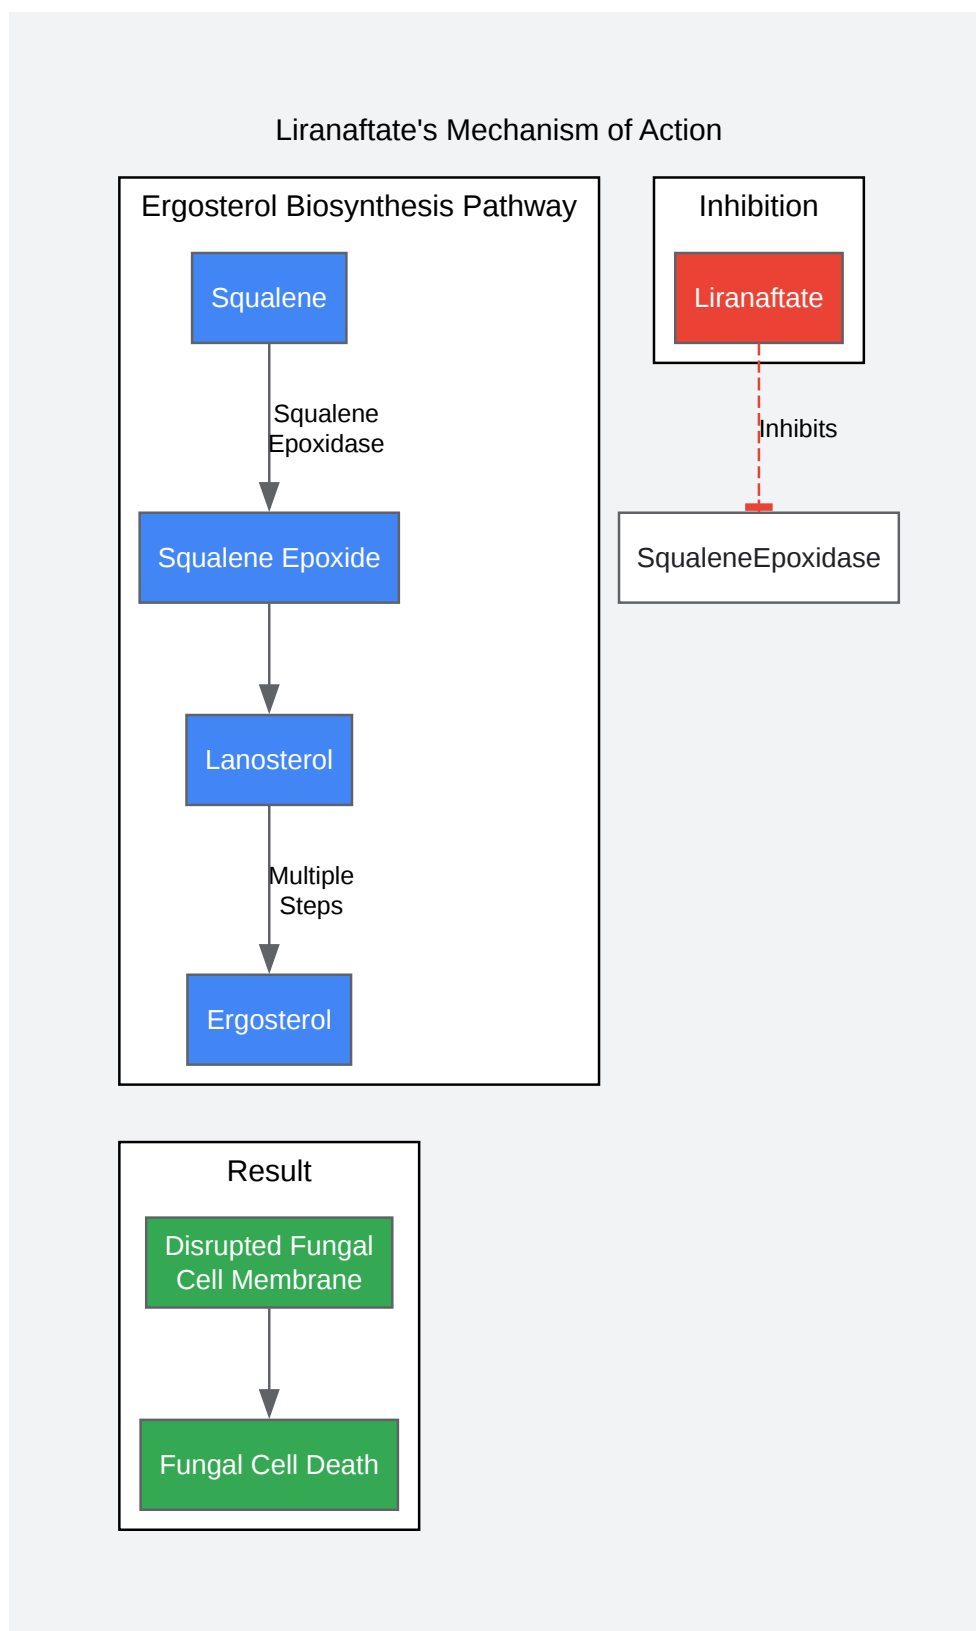 Liranaftate's Mechanism of Action
Ergosterol Biosynthesis Pathway
Squalene
Squalene
Epoxidase
Squalene Epoxide
Lanosterol
Multiple
Steps
Ergosterol
Inhibition
Liranaftate
Inhibits
SqualeneEpoxidase
Result
Disrupted Fungal
Cell Membrane
Fungal Cell Death